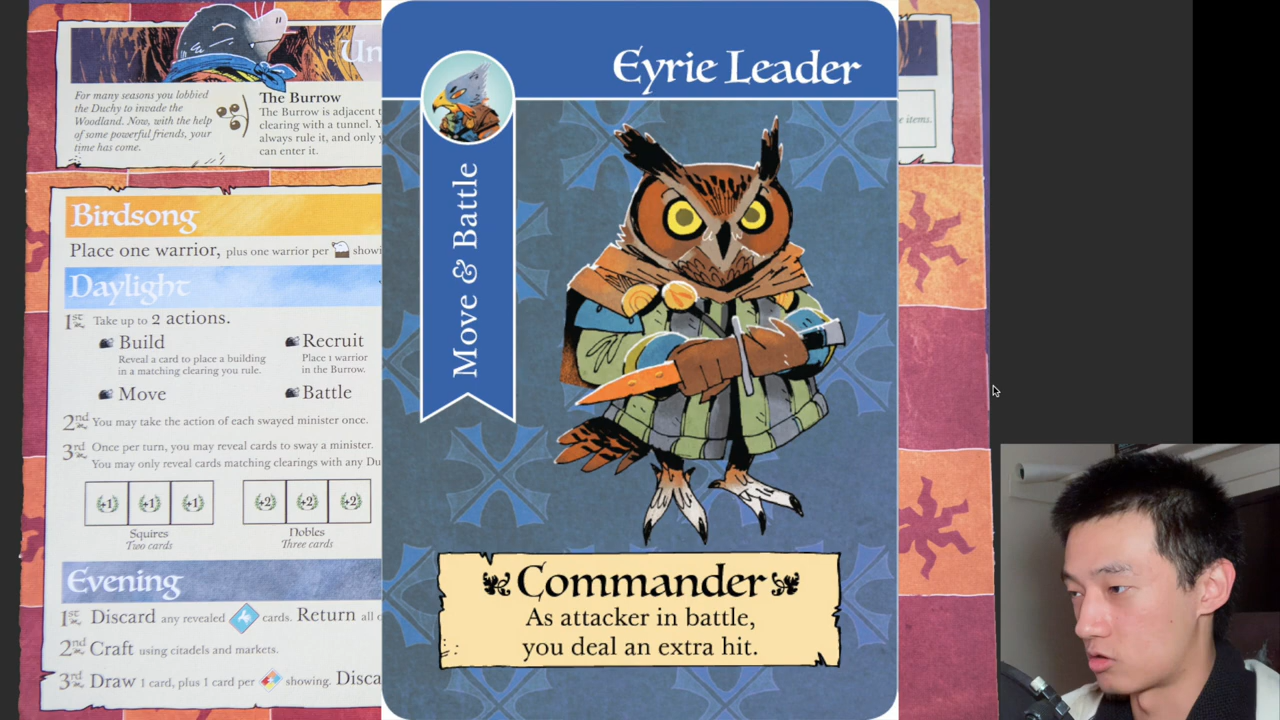 Un
For many seasons you lobbied
the Duchy to invade the
Woodland. Now, with the help
of some powerful friends, your
time has come.
The Burrow
The Burrow is adjacent t
clearing with a tunnel. Y
always rule it, and only y
can enter it.
Birdsong
Place one warrior, plus one warrior per showi
Daylight
1st Take up to 2 actions.
Build
Reveal a card to place a building
in a matching clearing you rule.
Recruit
Place 1 warrior
in the Burrow.
Move
Battle
2nd You may take the action of each swayed minister once.
3rd Once per turn, you may reveal cards to sway a minister.
You may only reveal cards matching clearings with any Du
+1 +1 +1
Squires
Two cards
+2 +2 +2
Nobles
Three cards
Evening
1st Discard any revealed cards. Return all o
2nd Craft using citadels and markets.
3rd Draw 1 card, plus 1 card per showing. Disca
Eyrie Leader
Move & Battle
Commander
As attacker in battle,
you deal an extra hit.
e items.